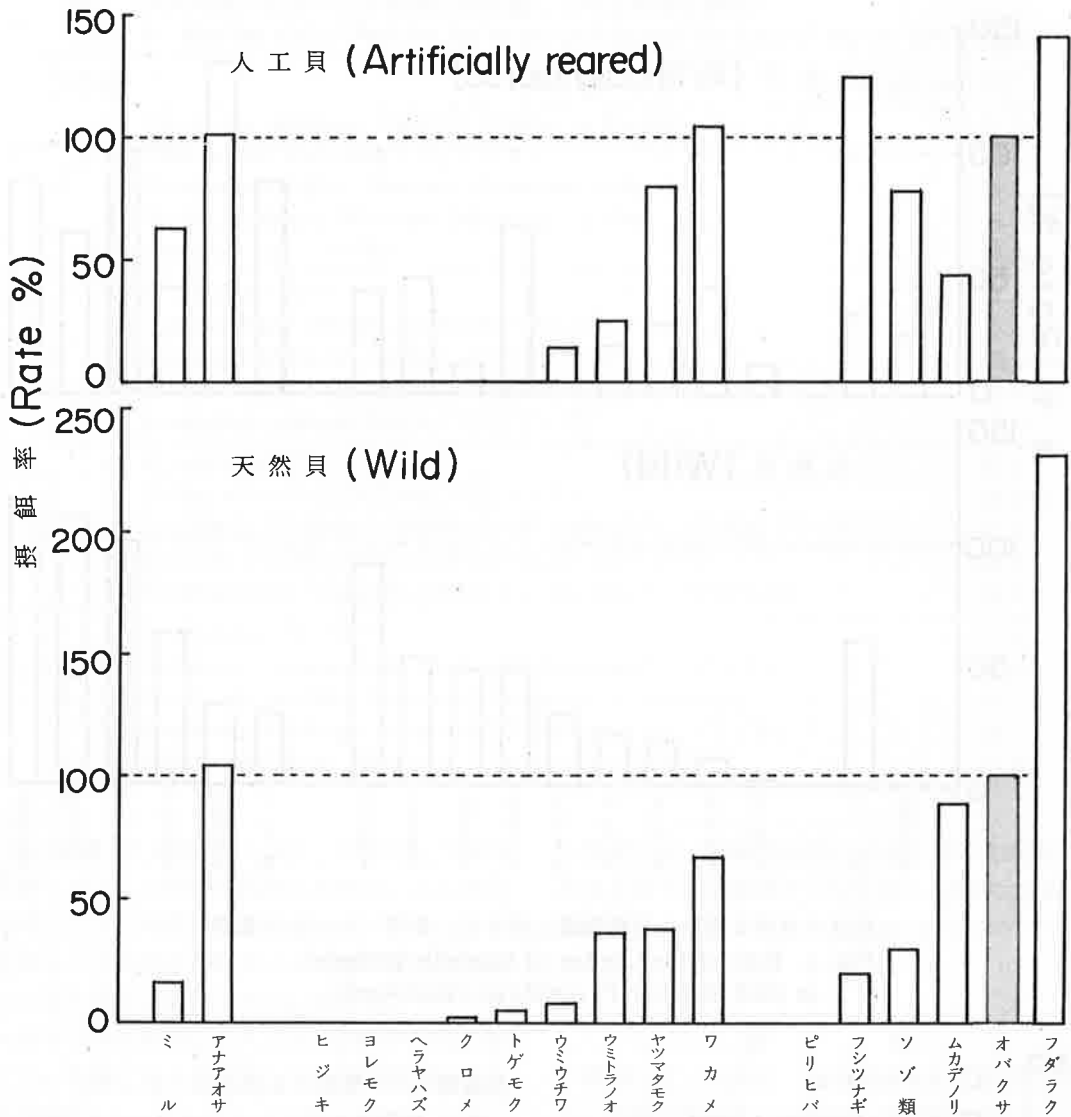 摂餌率 (Rate %)
150
100
50
0
人工貝 (Artificially reared)
250
200
150
100
50
0
天然貝 (Wild)
ミル
アナアオサ
ヒジキ
ヨレモク
ヘラヤハズ
クロメ
トゲモク
ウミウチワ
ウミトラノオ
ヤツマタモク
ワカメ
ピリヒバ
フシツナギ
ソゾ類
ムカデノリ
オバクサ
フダラク